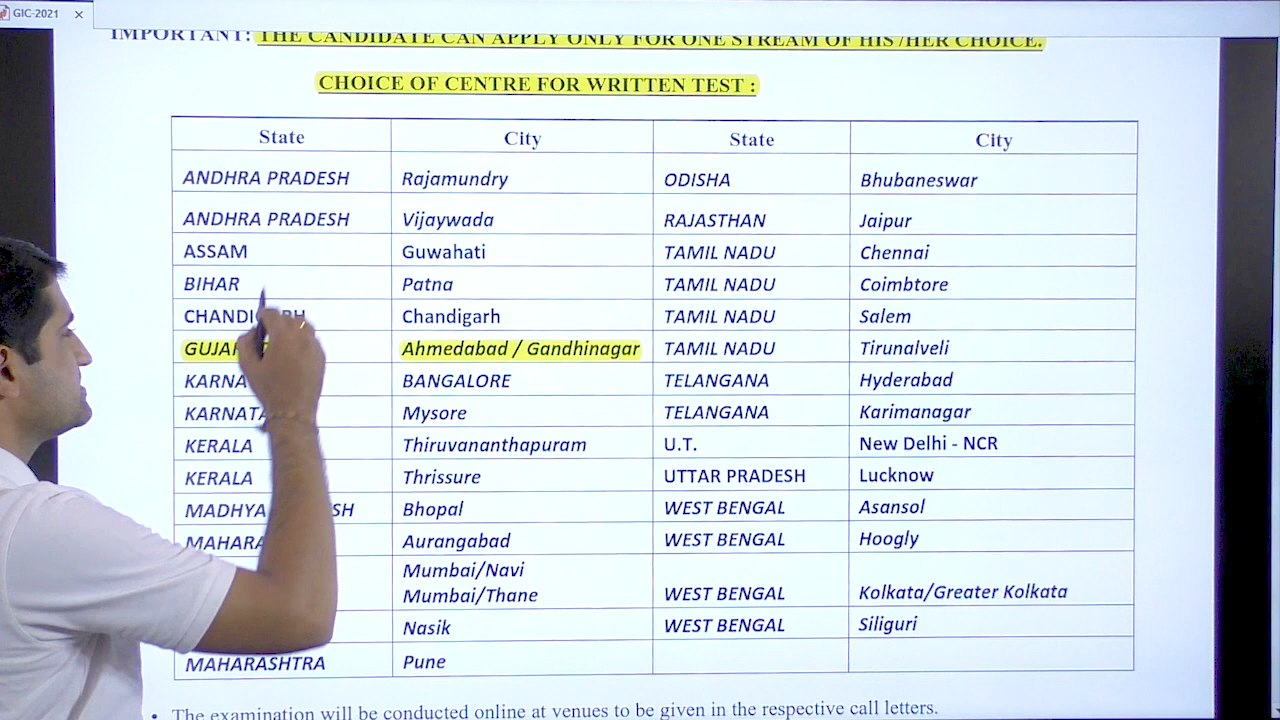 GIC-2021
IMPORTANT: THE CANDIDATE CAN APPLY ONLY FOR ONE STREAM OF HIS /HER CHOICE.
CHOICE OF CENTRE FOR WRITTEN TEST :
State City State City
ANDHRA PRADESH Rajamundry ODISHA Bhubaneswar
ANDHRA PRADESH Vijaywada RAJASTHAN Jaipur
ASSAM Guwahati TAMIL NADU Chennai
BIHAR Patna TAMIL NADU Coimbtore
Chandigarh TAMIL NADU Salem
Ahmedabad / Gandhinagar TAMIL NADU Tirunalveli
BANGALORE TELANGANA Hyderabad
Mysore TELANGANA Karimanagar
KERALA Thiruvananthapuram U.T. New Delhi - NCR
KERALA Thrissure UTTAR PRADESH Lucknow
MADHYA Bhopal WEST BENGAL Asansol
Aurangabad WEST BENGAL Hoogly
Mumbai/Navi
Mumbai/Thane WEST BENGAL Kolkata/Greater Kolkata
Nasik WEST BENGAL Siliguri
MAHARASHTRA Pune
• The examination will be conducted online at venues to be given in the respective call letters.